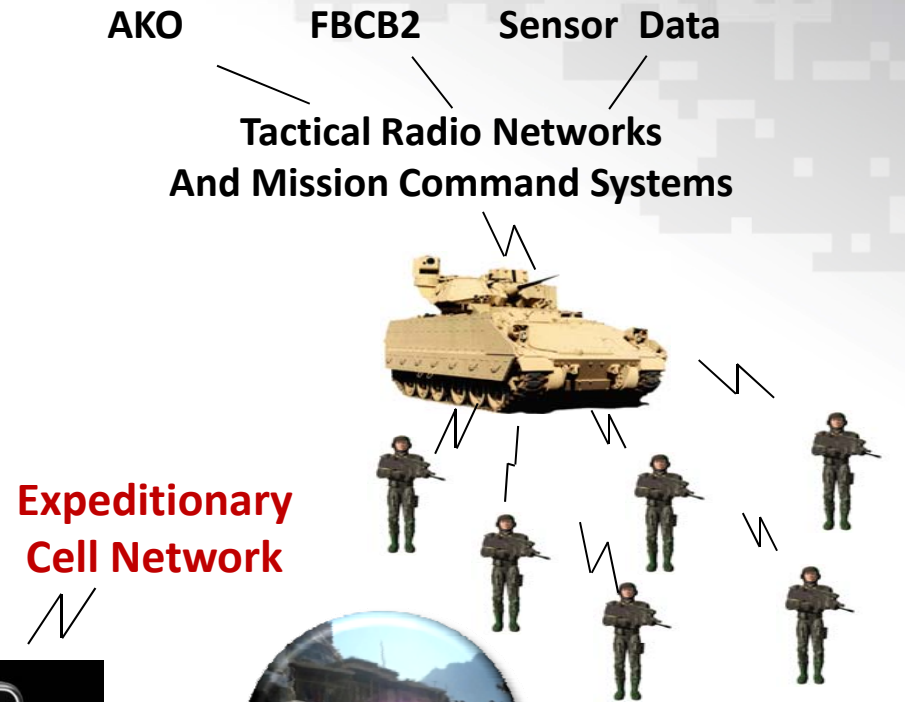 AKO FBCB2 Sensor Data
Tactical Radio Networks
And Mission Command Systems
Expeditionary
Cell Network